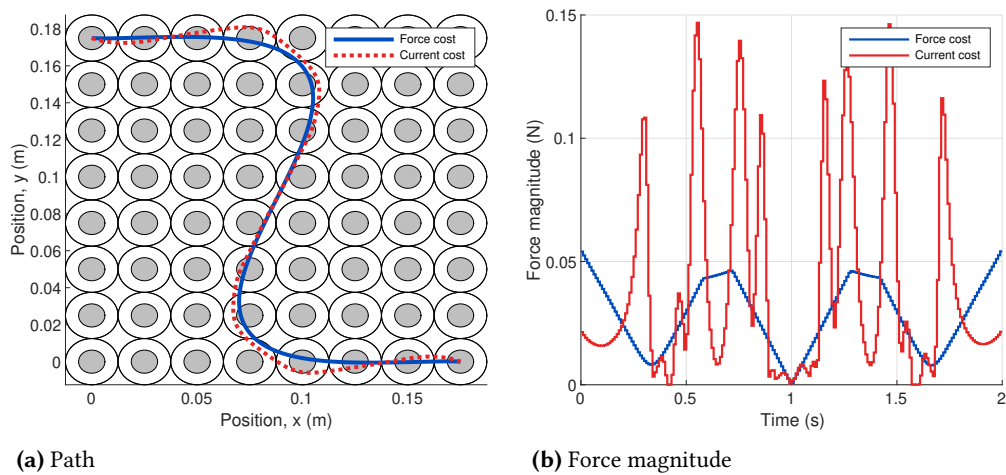 0.18
0.16
0.14
0.12
0.1
0.08
0.06
0.04
0.02
0
Position, y (m)
Force cost
Current cost
0
0.05
0.1
0.15
Position, x (m)
(a) Path
0.15
0.1
0.05
0
Force magnitude (N)
Force cost
Current cost
0
0.5
1
1.5
2
Time (s)
(b) Force magnitude